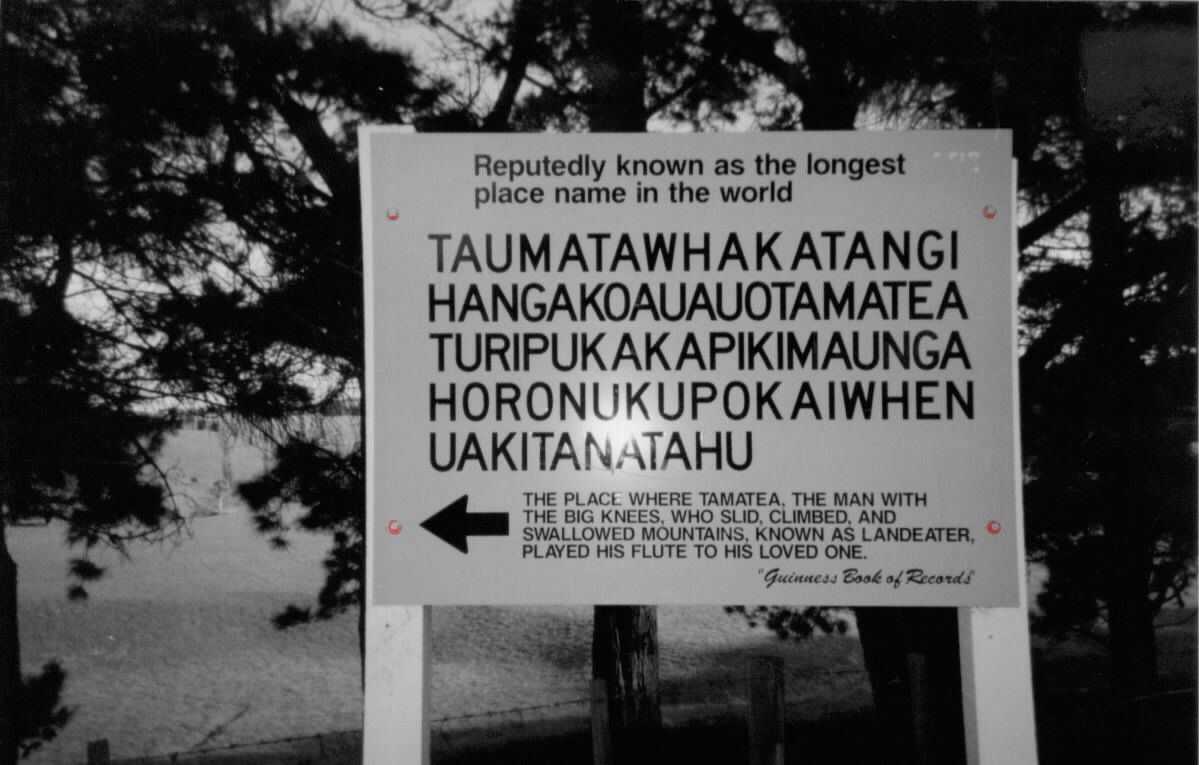 Reputedly known as the longest
place name in the world
TAUMATAWHAKATANGI
HANGAKOAUAUOTAMATEA
TURIPUKAKAPIKIMAUNGA
HORONUKUPOKAIWHEN
UAKITANATAHU
THE PLACE WHERE TAMATEA, THE MAN WITH
THE BIG KNEES, WHO SLID, CLIMBED, AND
SWALLOWED MOUNTAINS, KNOWN AS LANDEATER,
PLAYED HIS FLUTE TO HIS LOVED ONE.
"Guinness Book of Records"